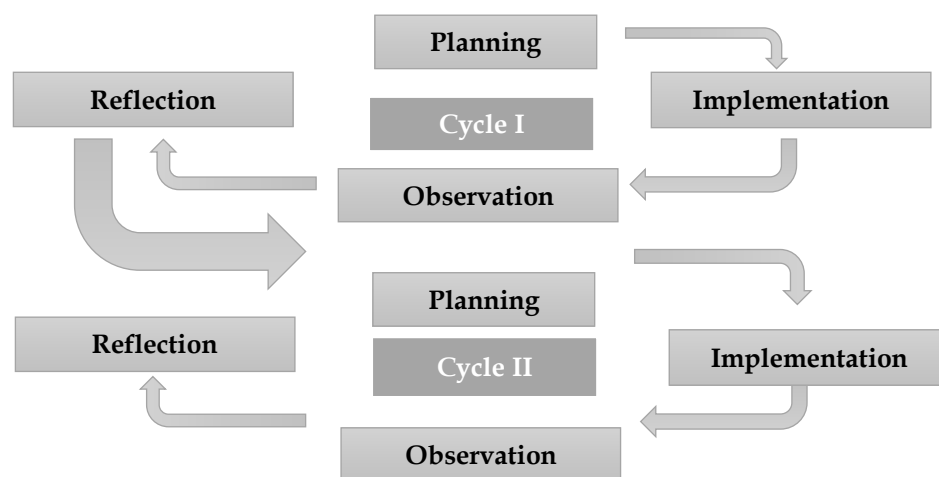 Planning
Reflection
Implementation
Cycle I
Observation
Planning
Reflection
Implementation
Cycle II
Observation